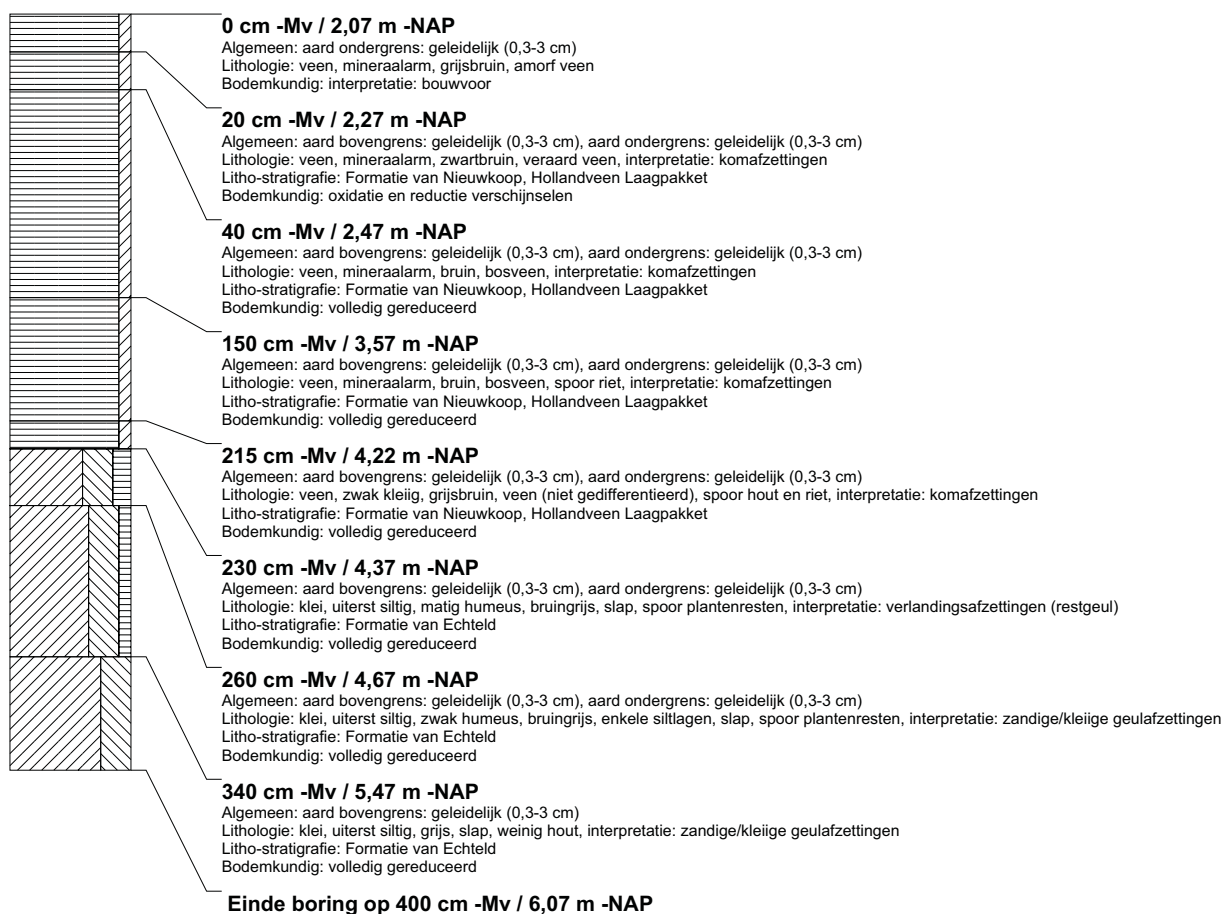 0 cm -Mv / 2,07 m -NAP
Algemeen: aard ondergrens: geleidelijk (0,3-3 cm)
Lithologie: veen, mineraalarm, grijsbruin, amorf veen
Bodemkundig: interpretatie: bouwvoor
20 cm -Mv / 2,27 m -NAP
Algemeen: aard bovengrens: geleidelijk (0,3-3 cm), aard ondergrens: geleidelijk (0,3-3 cm)
Lithologie: veen, mineraalarm, zwartbruin, veraard veen, interpretatie: komafzettingen
Litho-stratigrafie: Formatie van Nieuwkoop, Hollandveen Laagpakket
Bodemkundig: oxidatie en reductie verschijnselen
40 cm -Mv / 2,47 m -NAP
Algemeen: aard bovengrens: geleidelijk (0,3-3 cm), aard ondergrens: geleidelijk (0,3-3 cm)
Lithologie: veen, mineraalarm, bruin, bosveen, interpretatie: komafzettingen
Litho-stratigrafie: Formatie van Nieuwkoop, Hollandveen Laagpakket
Bodemkundig: volledig gereduceerd
150 cm -Mv / 3,57 m -NAP
Algemeen: aard bovengrens: geleidelijk (0,3-3 cm), aard ondergrens: geleidelijk (0,3-3 cm)
Lithologie: veen, mineraalarm, bruin, bosveen, spoor riet, interpretatie: komafzettingen
Litho-stratigrafie: Formatie van Nieuwkoop, Hollandveen Laagpakket
Bodemkundig: volledig gereduceerd
215 cm -Mv / 4,22 m -NAP
Algemeen: aard bovengrens: geleidelijk (0,3-3 cm), aard ondergrens: geleidelijk (0,3-3 cm)
Lithologie: veen, zwak kleiig, grijsbruin, veen (niet gedifferentieerd), spoor hout en riet, interpretatie: komafzettingen
Litho-stratigrafie: Formatie van Nieuwkoop, Hollandveen Laagpakket
Bodemkundig: volledig gereduceerd
230 cm -Mv / 4,37 m -NAP
Algemeen: aard bovengrens: geleidelijk (0,3-3 cm), aard ondergrens: geleidelijk (0,3-3 cm)
Lithologie: klei, uiterst siltig, matig humeus, bruingrijs, slap, spoor plantenresten, interpretatie: verlandingsafzettingen (restgeul)
Litho-stratigrafie: Formatie van Echteld
Bodemkundig: volledig gereduceerd
260 cm -Mv / 4,67 m -NAP
Algemeen: aard bovengrens: geleidelijk (0,3-3 cm), aard ondergrens: geleidelijk (0,3-3 cm)
Lithologie: klei, uiterst siltig, zwak humeus, bruingrijs, enkele siltlagen, slap, spoor plantenresten, interpretatie: zandige/kleiige geulafzettingen
Litho-stratigrafie: Formatie van Echteld
Bodemkundig: volledig gereduceerd
340 cm -Mv / 5,47 m -NAP
Algemeen: aard bovengrens: geleidelijk (0,3-3 cm)
Lithologie: klei, uiterst siltig, grijs, slap, weinig hout, interpretatie: zandige/kleiige geulafzettingen
Litho-stratigrafie: Formatie van Echteld
Bodemkundig: volledig gereduceerd
Einde boring op 400 cm -Mv / 6,07 m -NAP